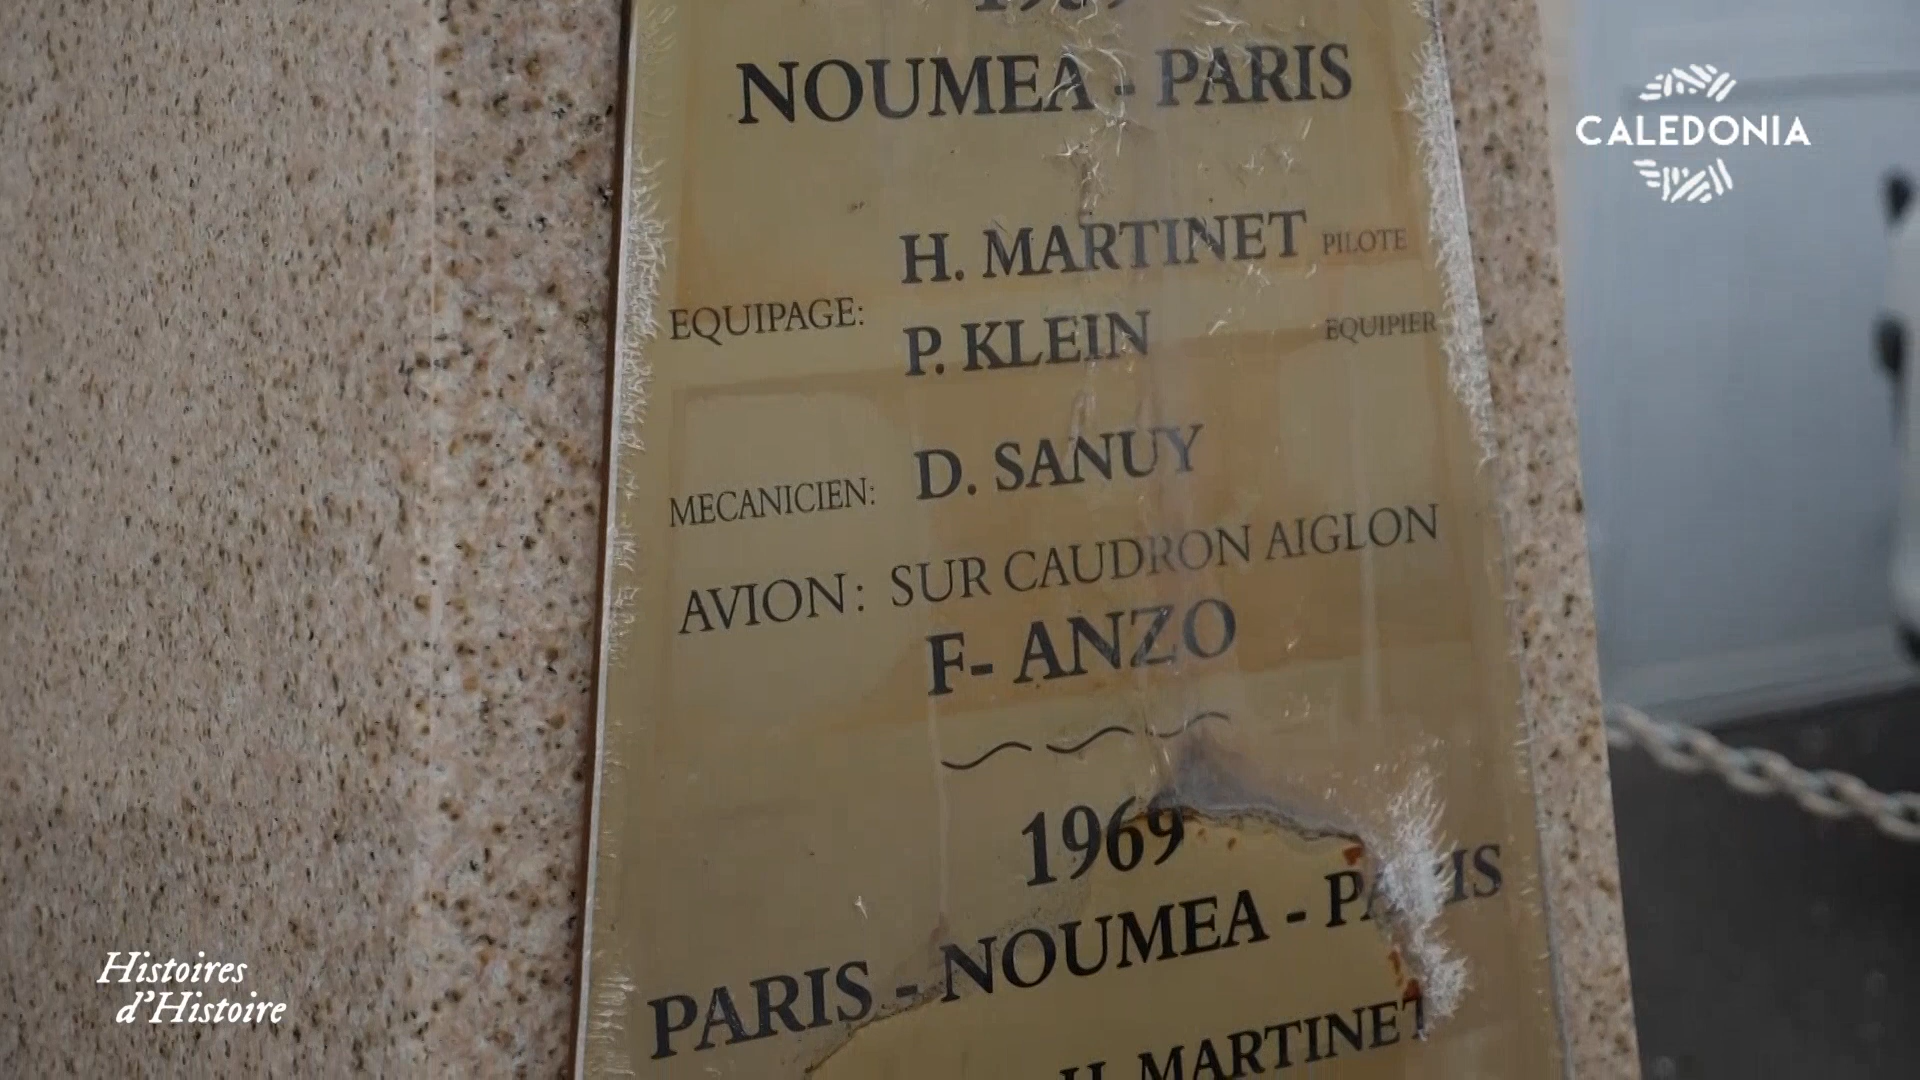 NOUMEA - PARIS
H. MARTINET PILOTE
EQUIPAGE:
P. KLEIN EQUIPIER
MECANICIEN: D. SANUY
AVION: SUR CAUDRON AIGLON
F- ANZO
1969
PARIS - NOUMEA - PARIS
H. MARTINET
CALEDONIA
Histoires
d'Histoire